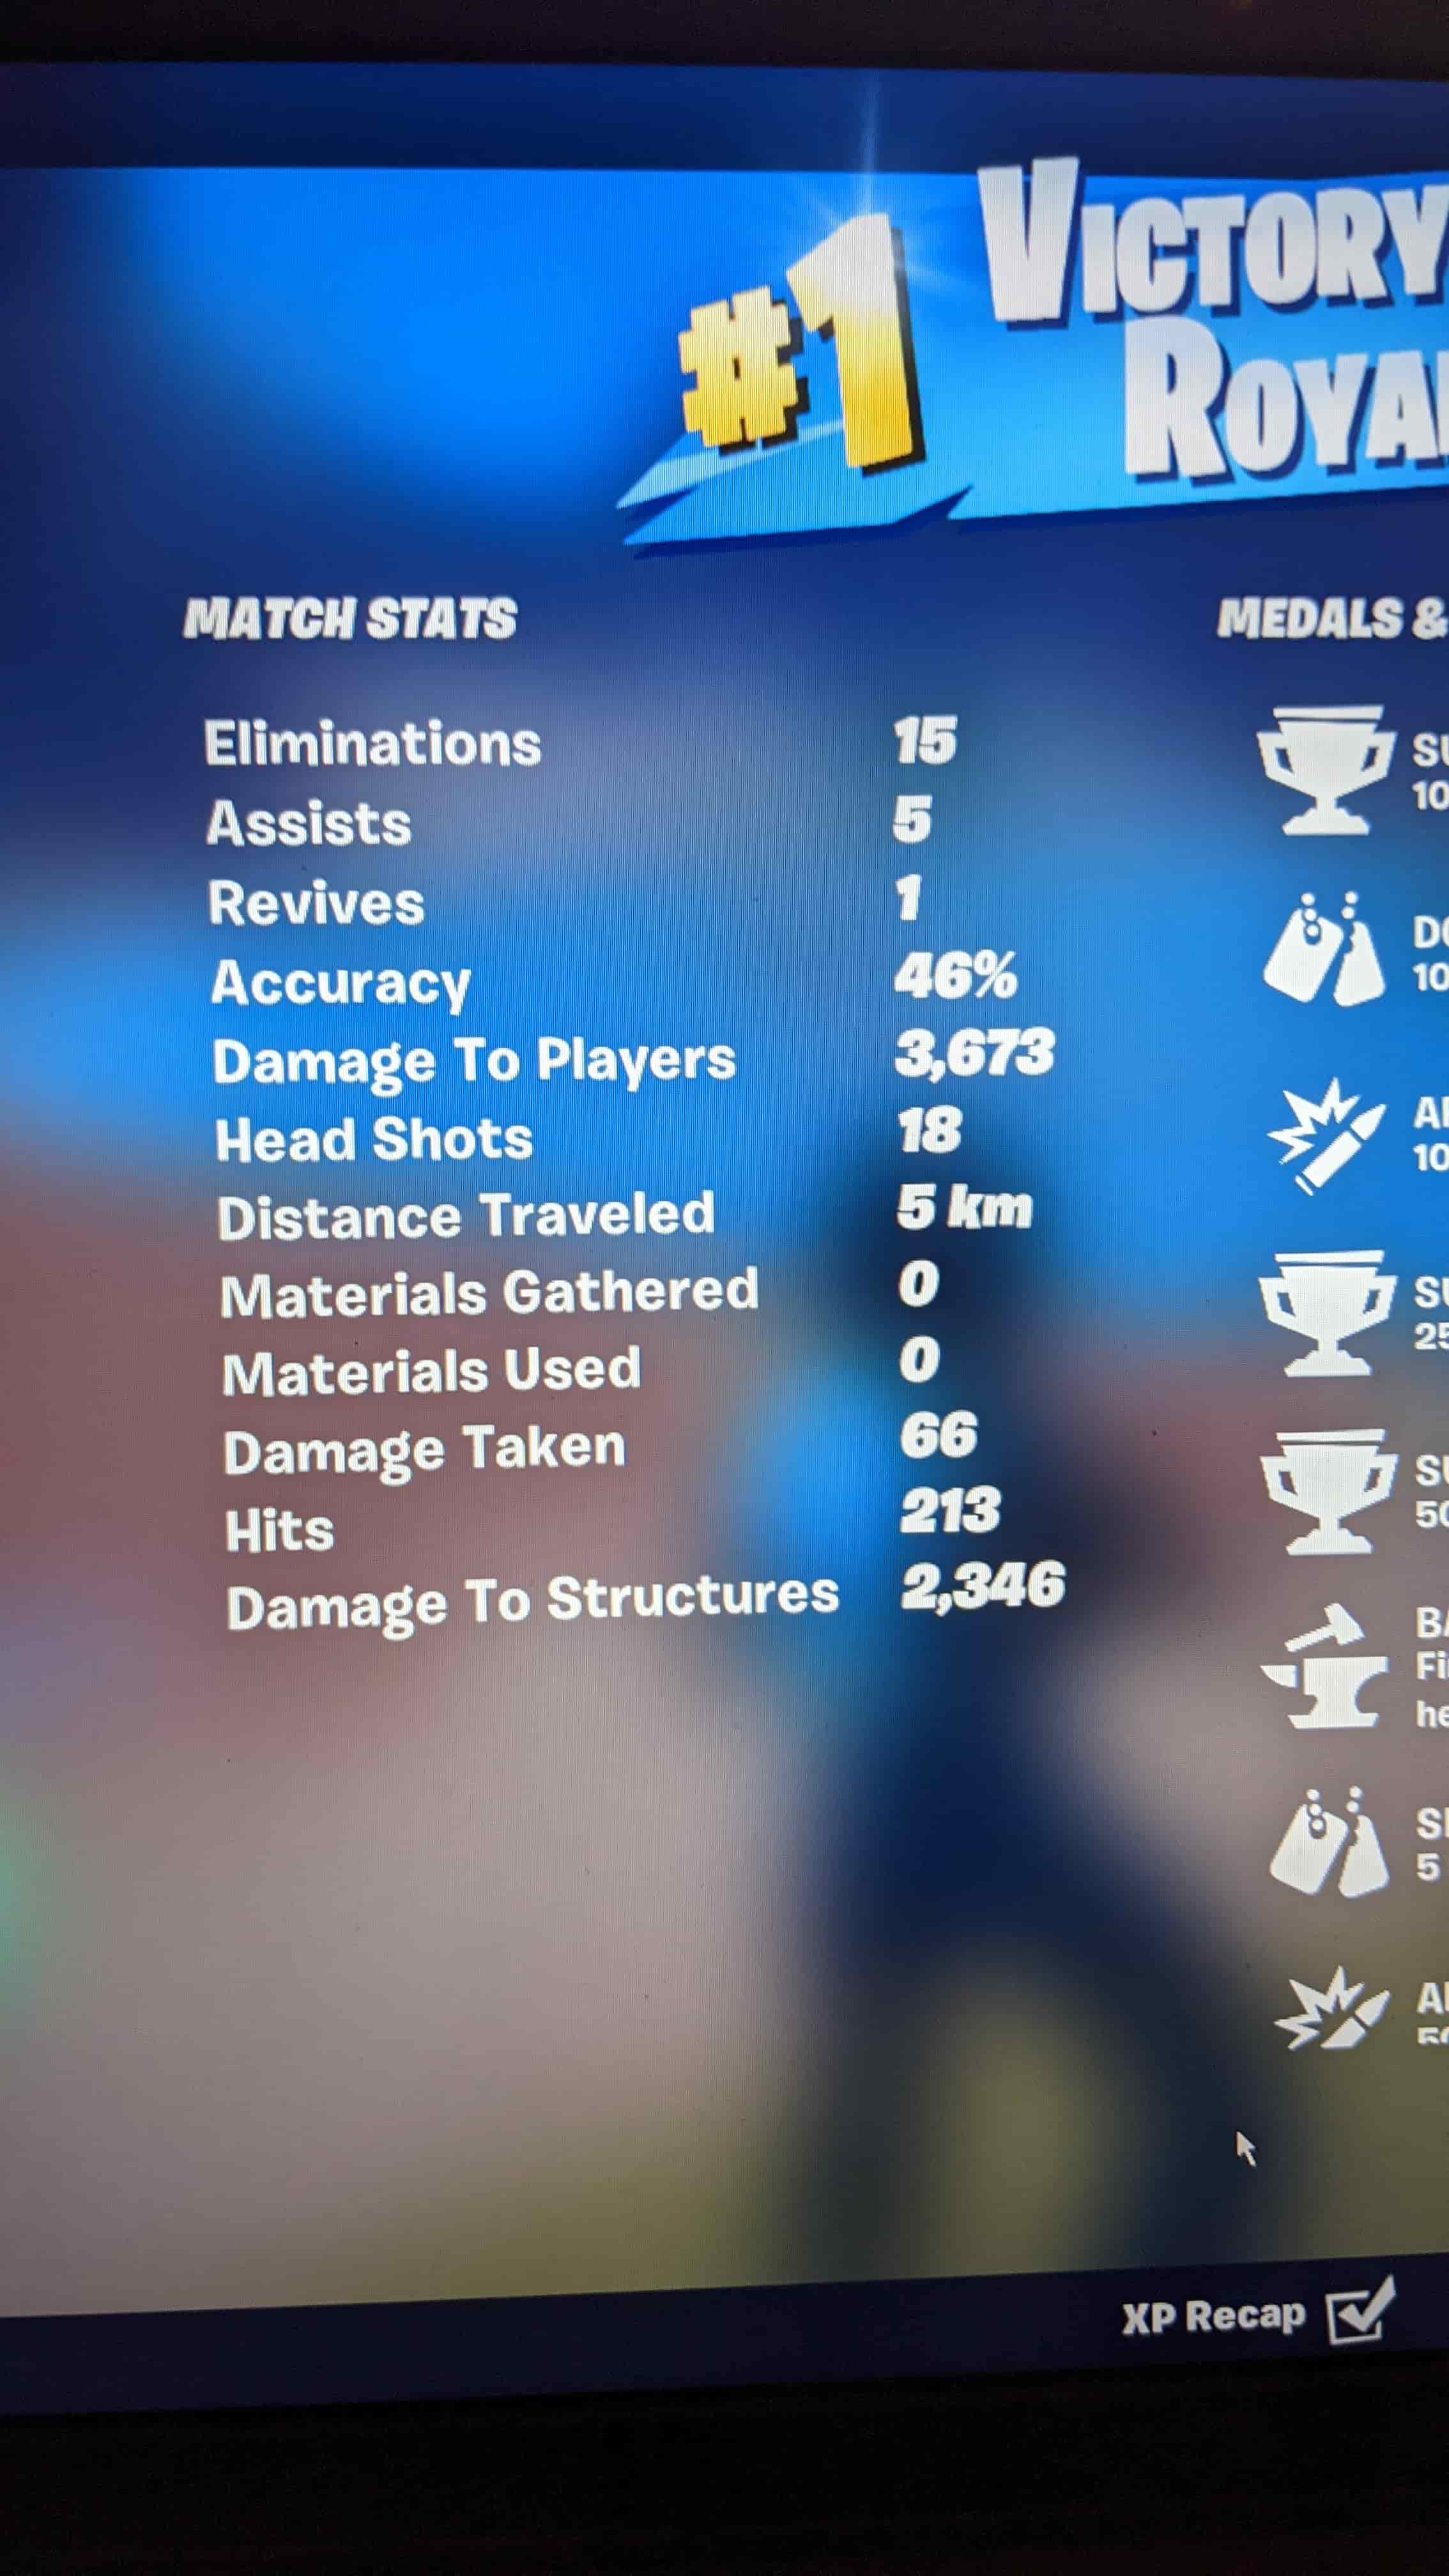 #1 VICTORY
MATCH STATS
Eliminations 15
Assists 5
Revives 1
Accuracy 46%
Damage To Players 3,673
Head Shots 18
Distance Traveled 5 km
Materials Gathered 0
Materials Used 0
Damage Taken 66
Hits 213
Damage To Structures 2,346
MEDALS &
XP Recap